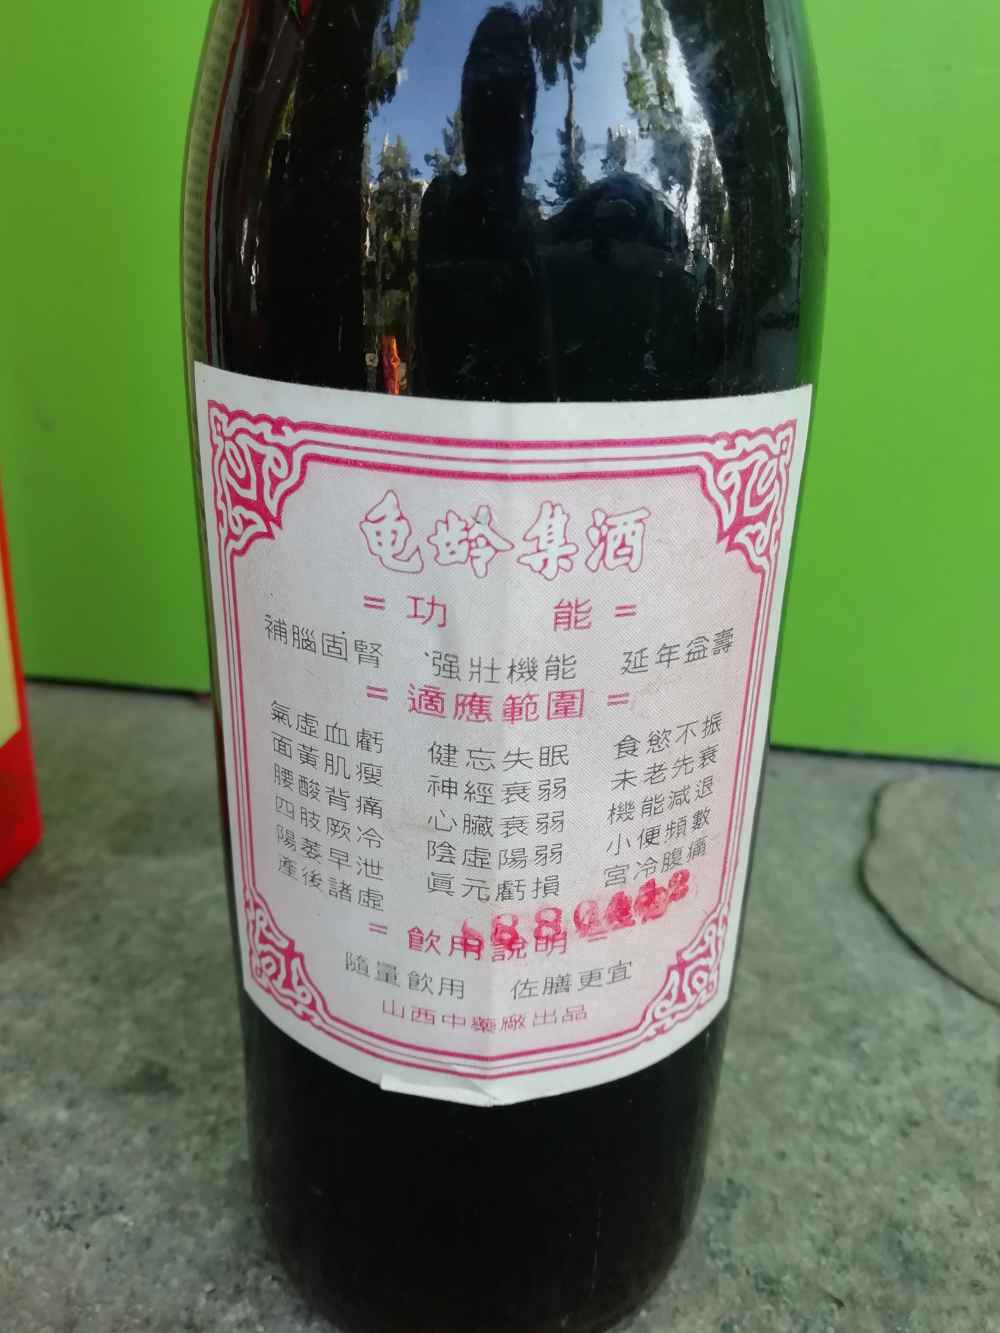 龟龄集酒
= 功 能 =
補腦固腎 强壯機能 延年益壽
= 適應範圍 =
氣虛血虧 健忘失眠 食慾不振
面黃肌瘦 神經衰弱 未老先衰
腰酸背痛 心臟衰弱 機能減退
四肢厥冷 陰虛陽弱 小便頻數
陽萎早泄 眞元虧損 宮冷腹痛
產後諸虛
= 飲用說明 =
隨量飲用 佐膳更宜
山西中藥廠出品